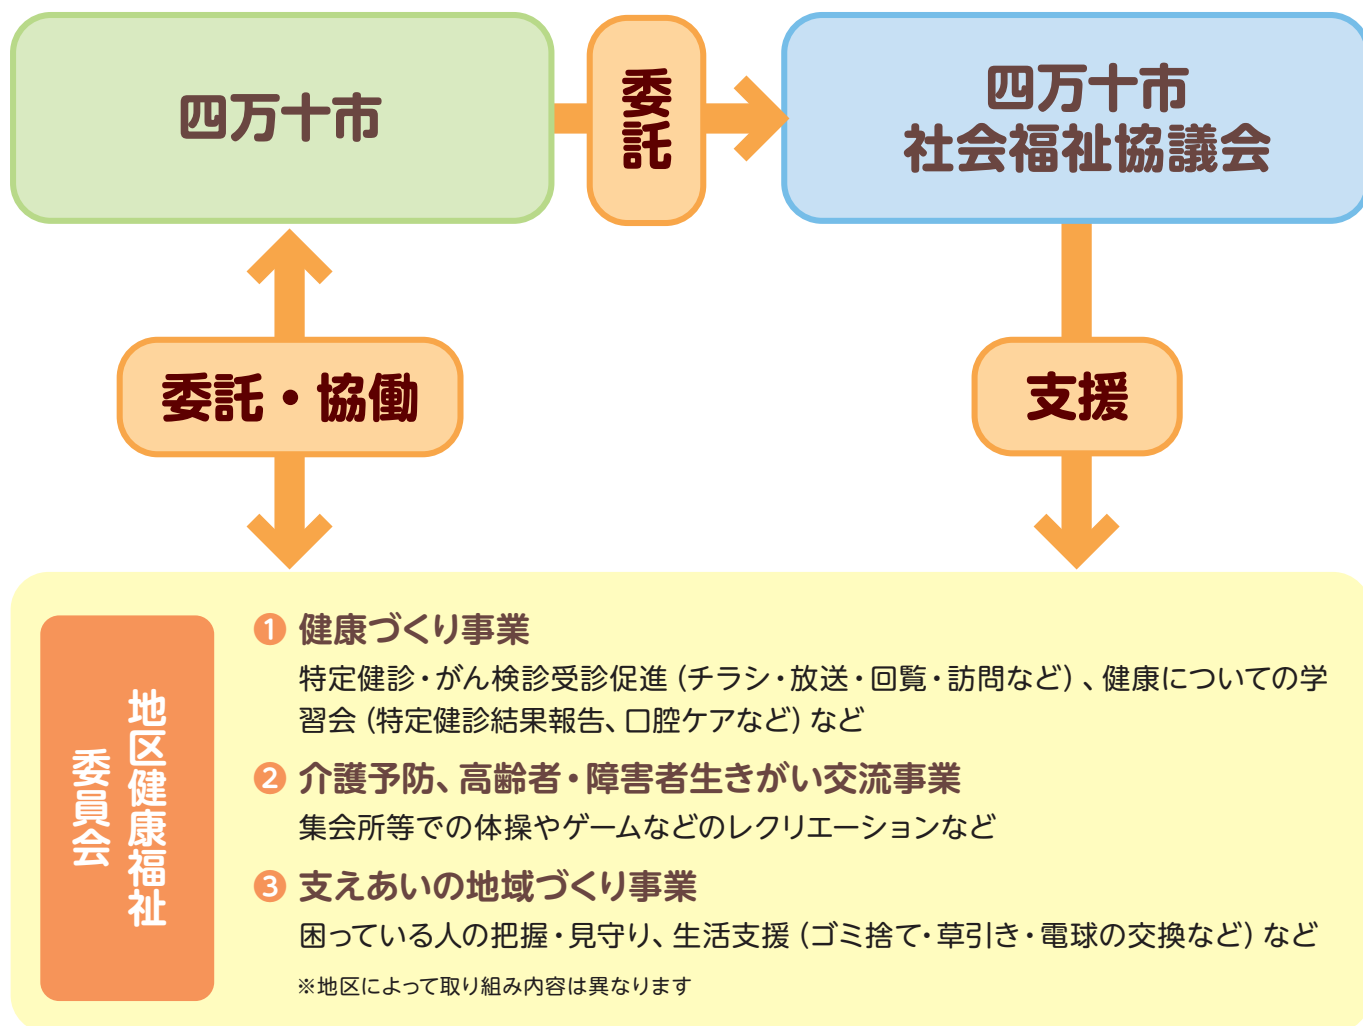 四万十市
委託
四万十市
社会福祉協議会
委託・協働
支援
地区健康福祉
委員会
❶ 健康づくり事業
特定健診・がん検診受診促進（チラシ・放送・回覧・訪問など）、健康についての学
習会（特定健診結果報告、口腔ケアなど）など
❷ 介護予防、高齢者・障害者生きがい交流事業
集会所等での体操やゲームなどのレクリエーションなど
❸ 支えあいの地域づくり事業
困っている人の把握・見守り、生活支援（ゴミ捨て・草引き・電球の交換など）など
※地区によって取り組み内容は異なります